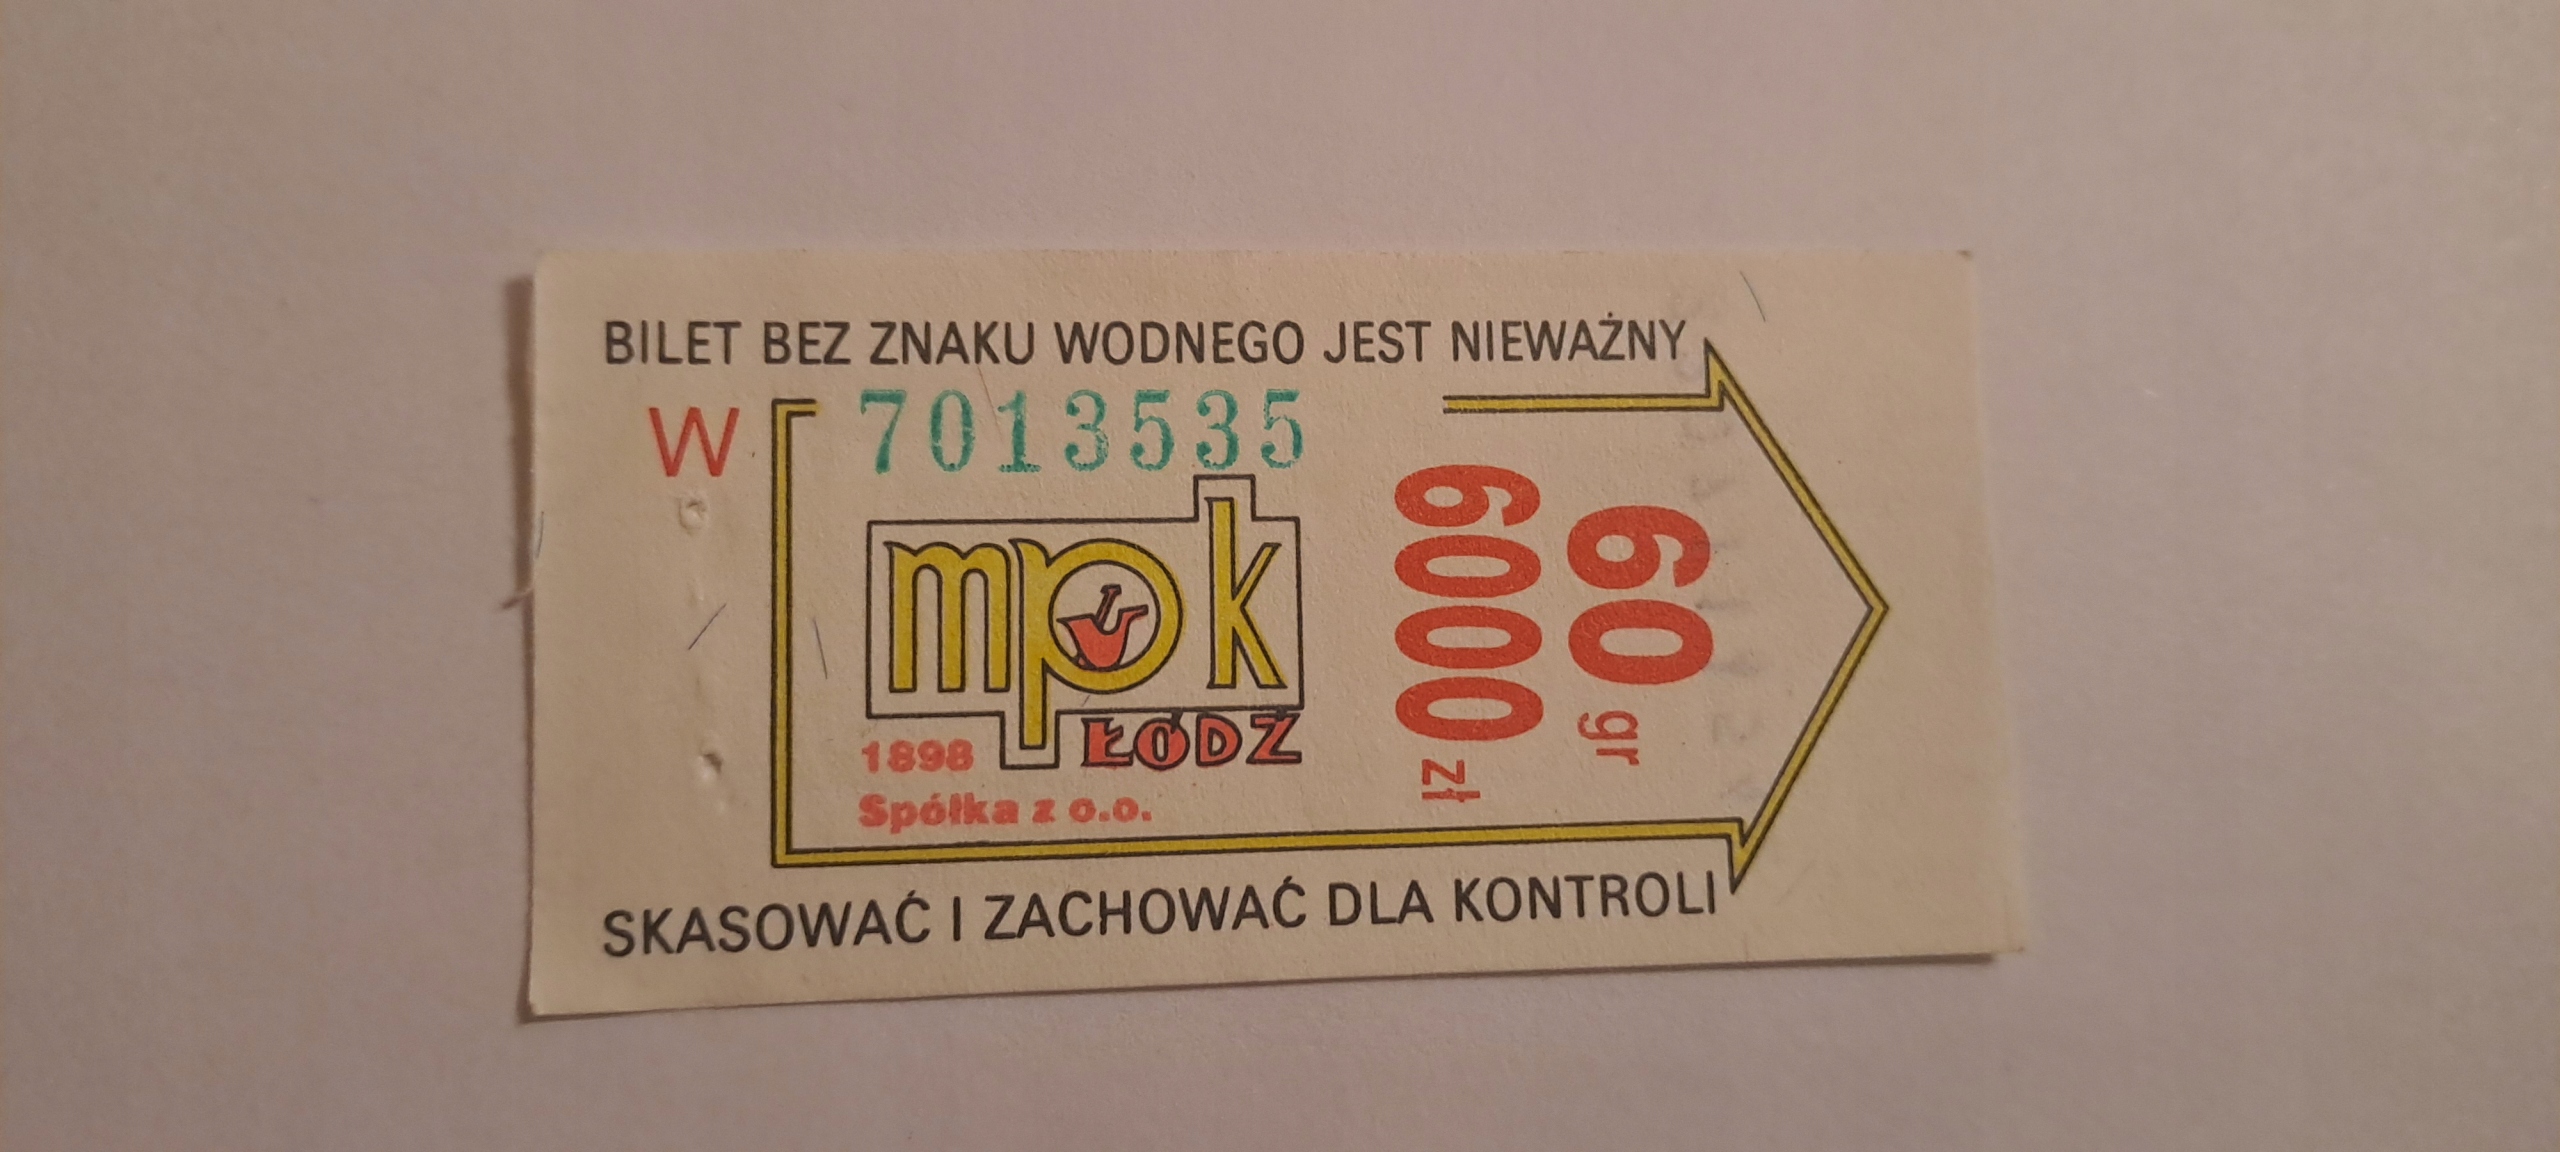 BILET BEZ ZNAKU WODNEGO JEST NIEWAŻNY
W 7013535
mpk
ŁÓDŹ
1898
Spółka z o.o.
6000 zł
60 gr
SKASOWAĆ I ZACHOWAĆ DLA KONTROLI